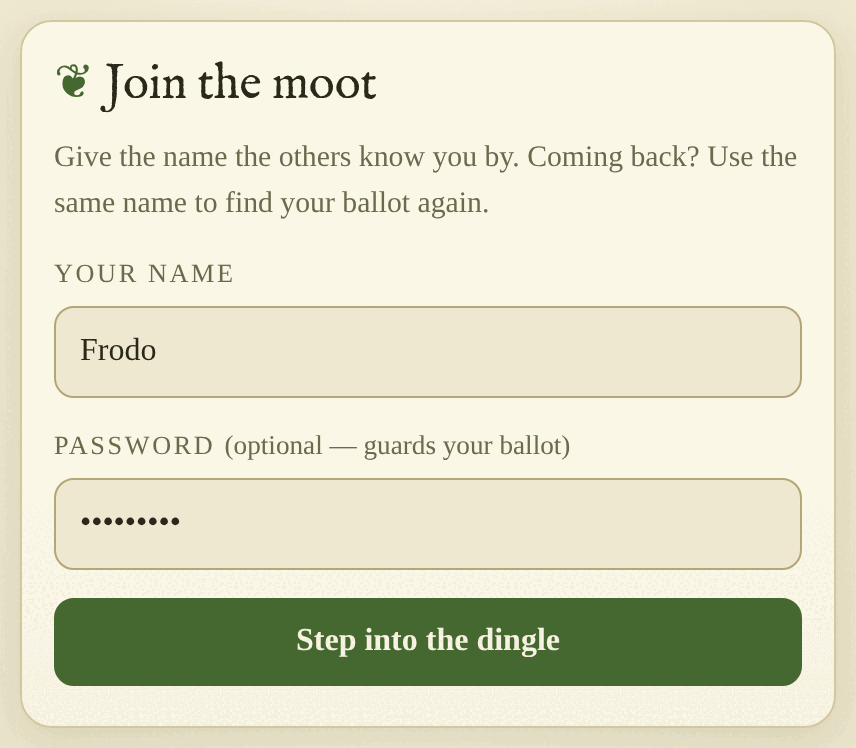 ❦ Join the moot
Give the name the others know you by. Coming back? Use the
same name to find your ballot again.
YOUR NAME
Frodo
PASSWORD (optional — guards your ballot)
•••••••••
Step into the dingle